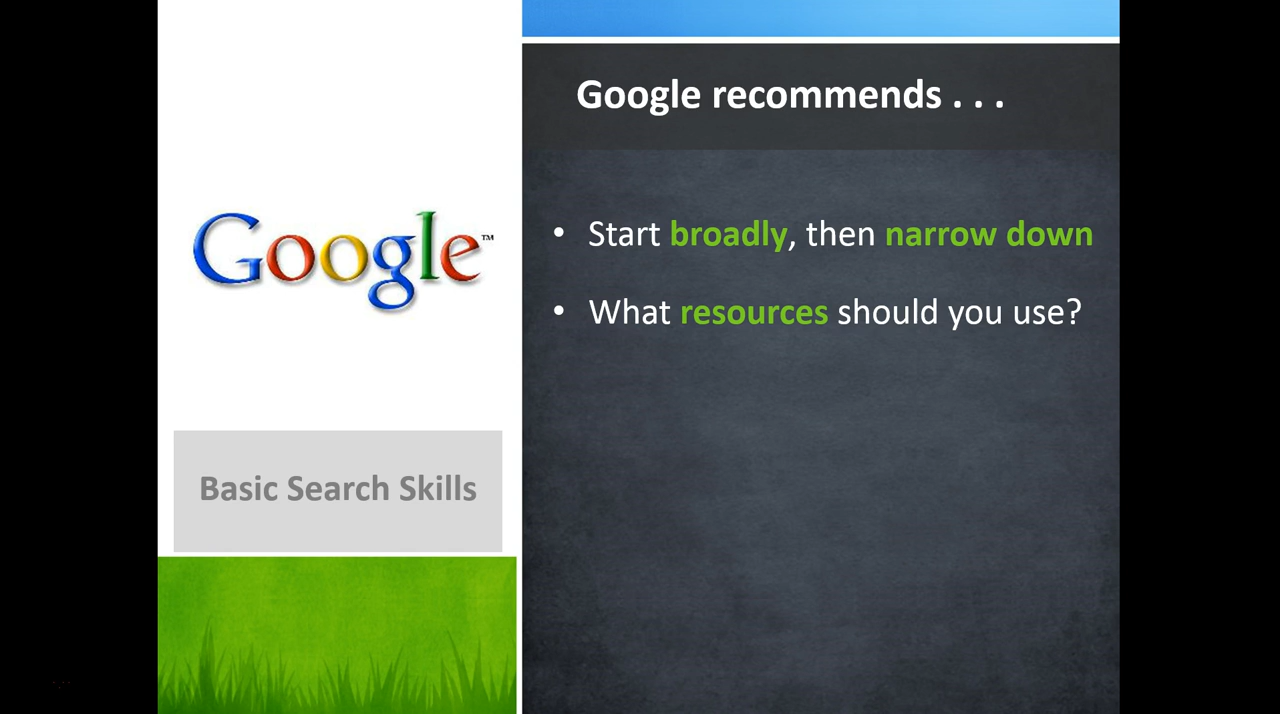 Google™
Basic Search Skills
Google recommends . . .
• Start broadly, then narrow down
• What resources should you use?